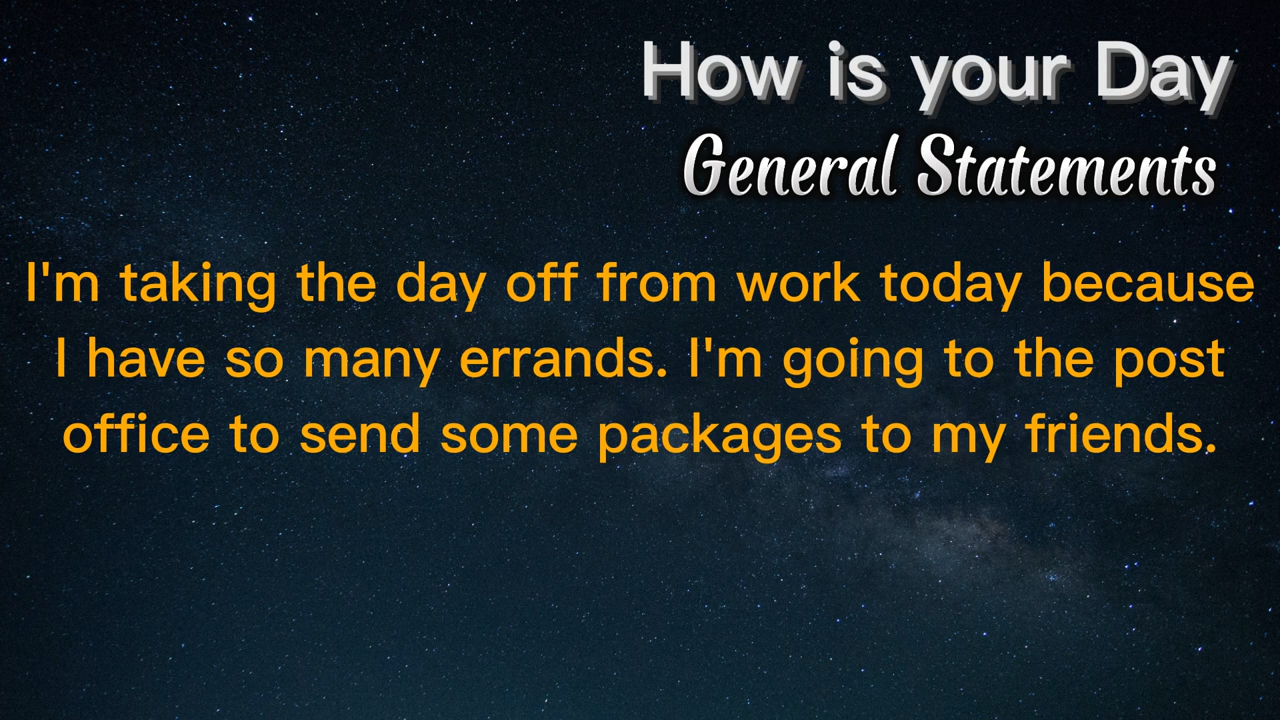 How is your Day
General Statements
I'm taking the day off from work today because
I have so many errands. I'm going to the post
office to send some packages to my friends.